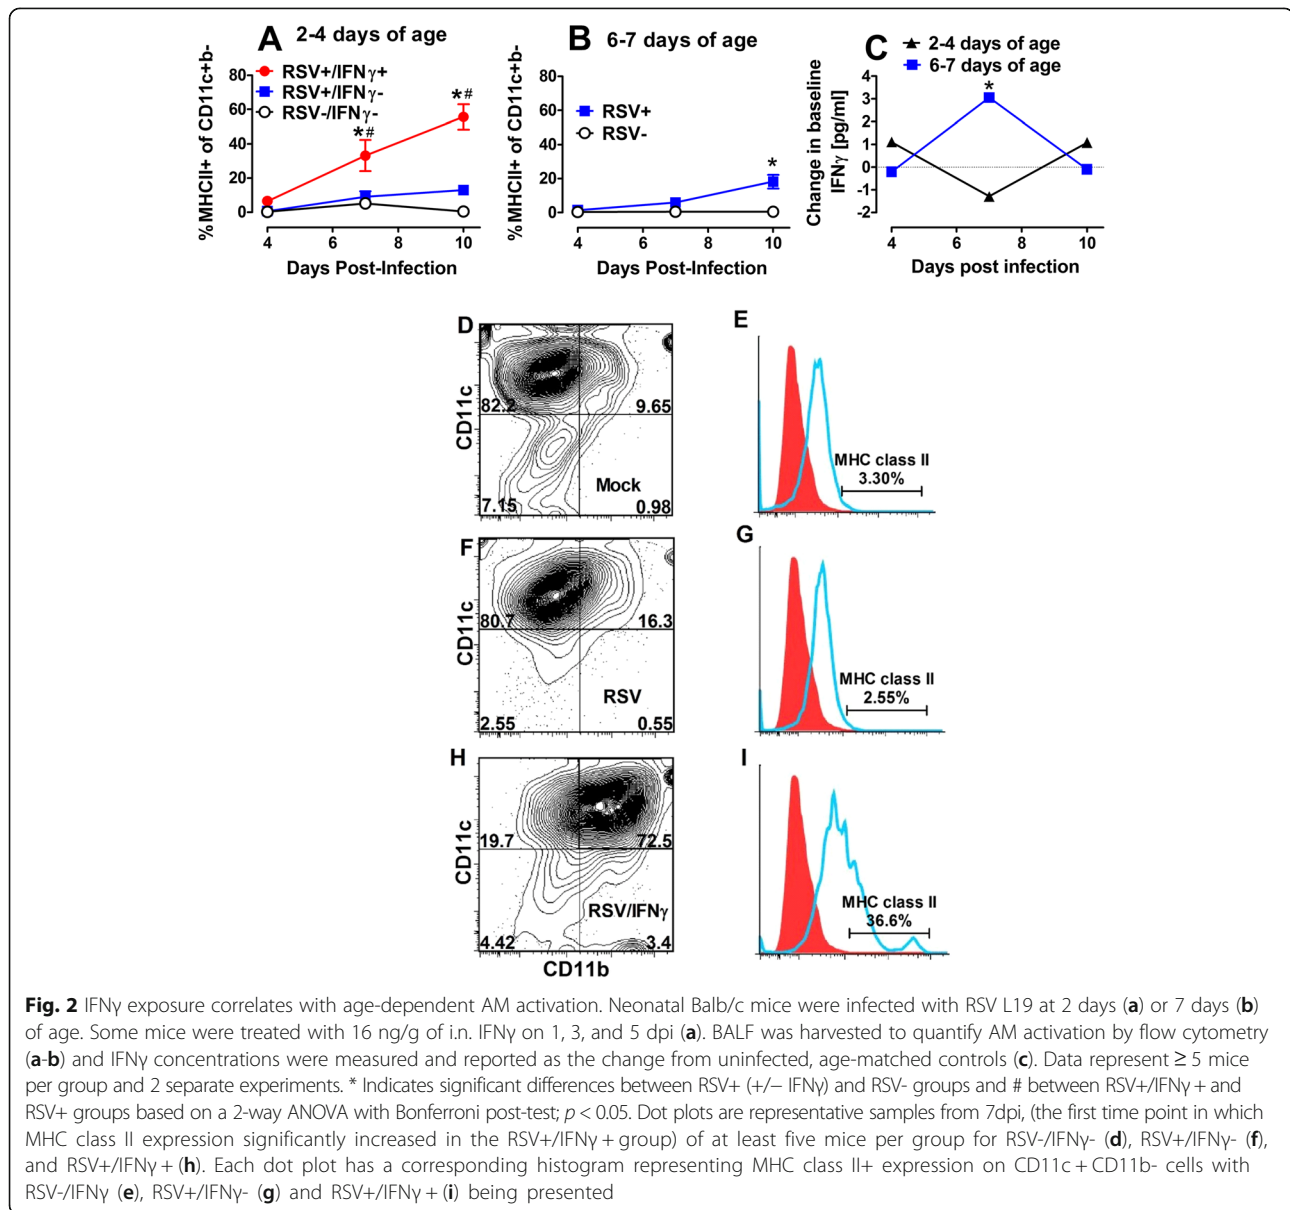 A 2-4 days of age
%MHCII+ of CD11c+b-
80
60
40
20
0
RSV+/IFNγ+
RSV+/IFNγ-
RSV-/IFNγ-
*#
*#
4 6 8 10
Days Post-Infection
B 6-7 days of age
%MHCII+ of CD11c+b-
80
60
40
20
0
RSV+
RSV-
*
4 6 8 10
Days Post-Infection
C
2-4 days of age
6-7 days of age
Change in baseline
IFNγ [pg/ml]
4
3
2
1
0
-1
-2
*
4 6 8 10
Days post infection
D
CD11c
82.2 9.65
Mock
7.15 0.98
E
MHC class II
3.30%
F
CD11c
80.7 16.3
RSV
2.55 0.55
G
MHC class II
2.55%
H
CD11c
19.7 72.5
RSV/IFNγ
4.42 3.4
CD11b
I
MHC class II
36.6%
Fig. 2 IFNγ exposure correlates with age-dependent AM activation. Neonatal Balb/c mice were infected with RSV L19 at 2 days (a) or 7 days (b)
of age. Some mice were treated with 16 ng/g of i.n. IFNγ on 1, 3, and 5 dpi (a). BALF was harvested to quantify AM activation by flow cytometry
(a-b) and IFNγ concentrations were measured and reported as the change from uninfected, age-matched controls (c). Data represent ≥ 5 mice
per group and 2 separate experiments. * Indicates significant differences between RSV+ (+/− IFNγ) and RSV- groups and # between RSV+/IFNγ + and
RSV+ groups based on a 2-way ANOVA with Bonferroni post-test; p < 0.05. Dot plots are representative samples from 7dpi, (the first time point in which
MHC class II expression significantly increased in the RSV+/IFNγ + group) of at least five mice per group for RSV-/IFNγ- (d), RSV+/IFNγ- (f),
and RSV+/IFNγ + (h). Each dot plot has a corresponding histogram representing MHC class II+ expression on CD11c + CD11b- cells with
RSV-/IFNγ (e), RSV+/IFNγ- (g) and RSV+/IFNγ + (i) being presented